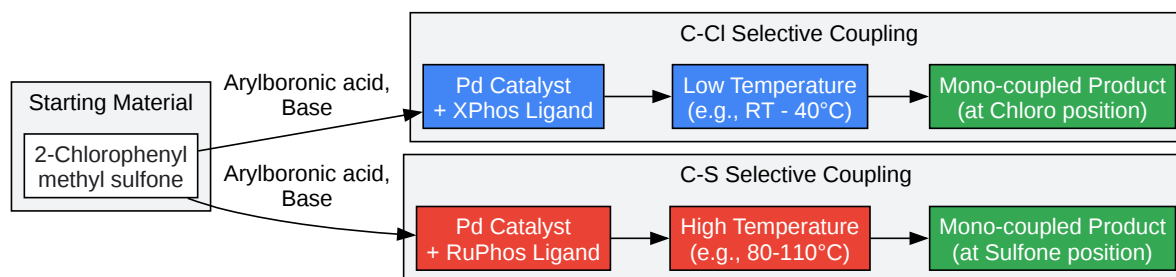 C-Cl Selective Coupling
Starting Material
2-Chlorophenyl
methyl sulfone
Arylboronic acid,
Base
Pd Catalyst
+ XPhos Ligand
Low Temperature
(e.g., RT - 40°C)
Mono-coupled Product
(at Chloro position)
C-S Selective Coupling
Arylboronic acid,
Base
Pd Catalyst
+ RuPhos Ligand
High Temperature
(e.g., 80-110°C)
Mono-coupled Product
(at Sulfone position)